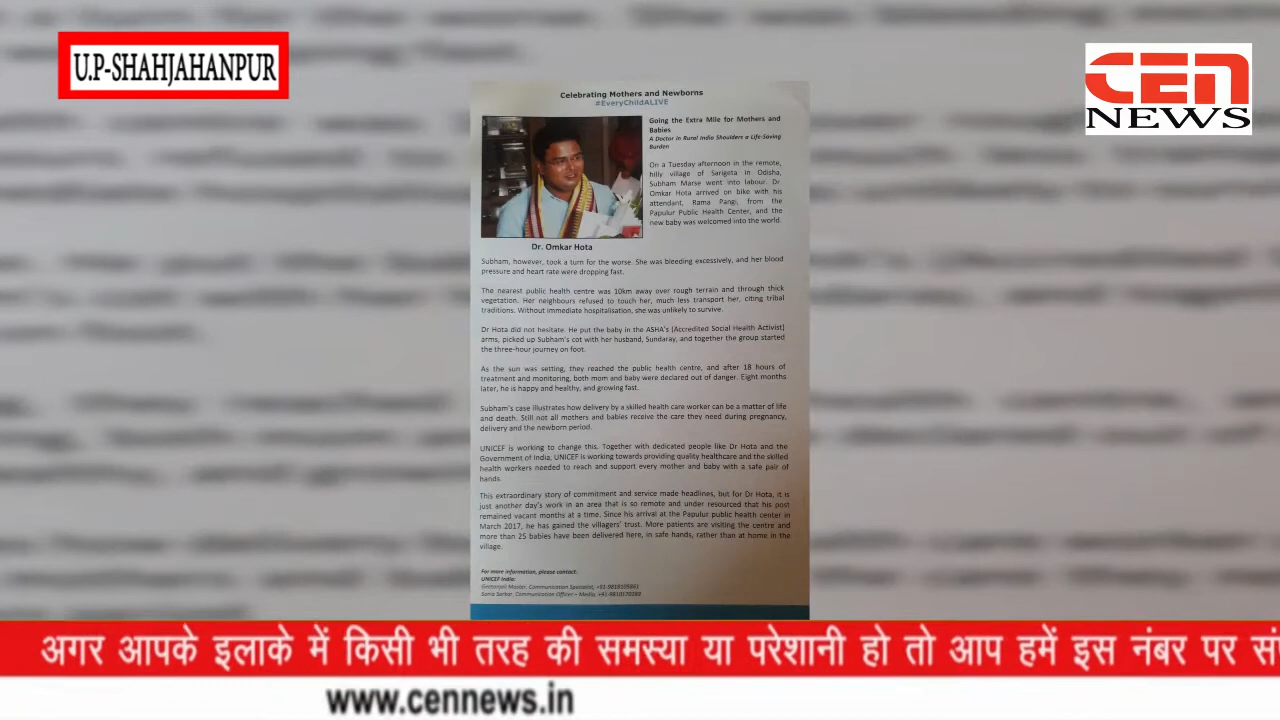 U.P-SHAHJAHANPUR
CEN
NEWS
Celebrating Mothers and Newborns
#EveryChildALIVE
Going the Extra Mile for Mothers and
Babies
A Doctor in Rural India Shoulders a Life-Saving
Burden
On a Tuesday afternoon in the remote,
hilly village of Sarigeta in Odisha,
Subham Marse went into labour. Dr.
Omkar Hota arrived on bike with his
attendant, Rama Pangi, from the
Papulur Public Health Center, and the
new baby was welcomed into the world.
Dr. Omkar Hota
Subham, however, took a turn for the worse. She was bleeding excessively, and her blood
pressure and heart rate were dropping fast.
The nearest public health centre was 10km away over rough terrain and through thick
vegetation. Her neighbours refused to touch her, much less transport her, citing tribal
traditions. Without immediate hospitalisation, she was unlikely to survive.
Dr Hota did not hesitate. He put the baby in the ASHA's (Accredited Social Health Activist)
arms, picked up Subham's cot with her husband, Sundaray, and together the group started
the three-hour journey on foot.
As the sun was setting, they reached the public health centre, and after 18 hours of
treatment and monitoring, both mom and baby were declared out of danger. Eight months
later, he is happy and healthy, and growing fast.
Subham's case illustrates how delivery by a skilled health care worker can be a matter of life
and death. Still not all mothers and babies receive the care they need during pregnancy,
delivery and the newborn period.
UNICEF is working to change this. Together with dedicated people like Dr Hota and the
Government of India, UNICEF is working towards providing quality healthcare and the skilled
health workers needed to reach and support every mother and baby with a safe pair of
hands.
This extraordinary story of commitment and service made headlines, but for Dr Hota, it is
just another day's work in an area that is so remote and under resourced that his post
remained vacant months at a time. Since his arrival at the Papulur public health center in
March 2017, he has gained the villagers' trust. More patients are visiting the centre and
more than 25 babies have been delivered here, in safe hands, rather than at home in the
village.
For more information, please contact:
UNICEF India:
Master, Communication Specialist,
Sonia Sarkar, Communication Officer – Media,
अगर आपके इलाके में किसी भी तरह की समस्या या परेशानी हो तो आप हमें इस नंबर पर
www.cennews.in